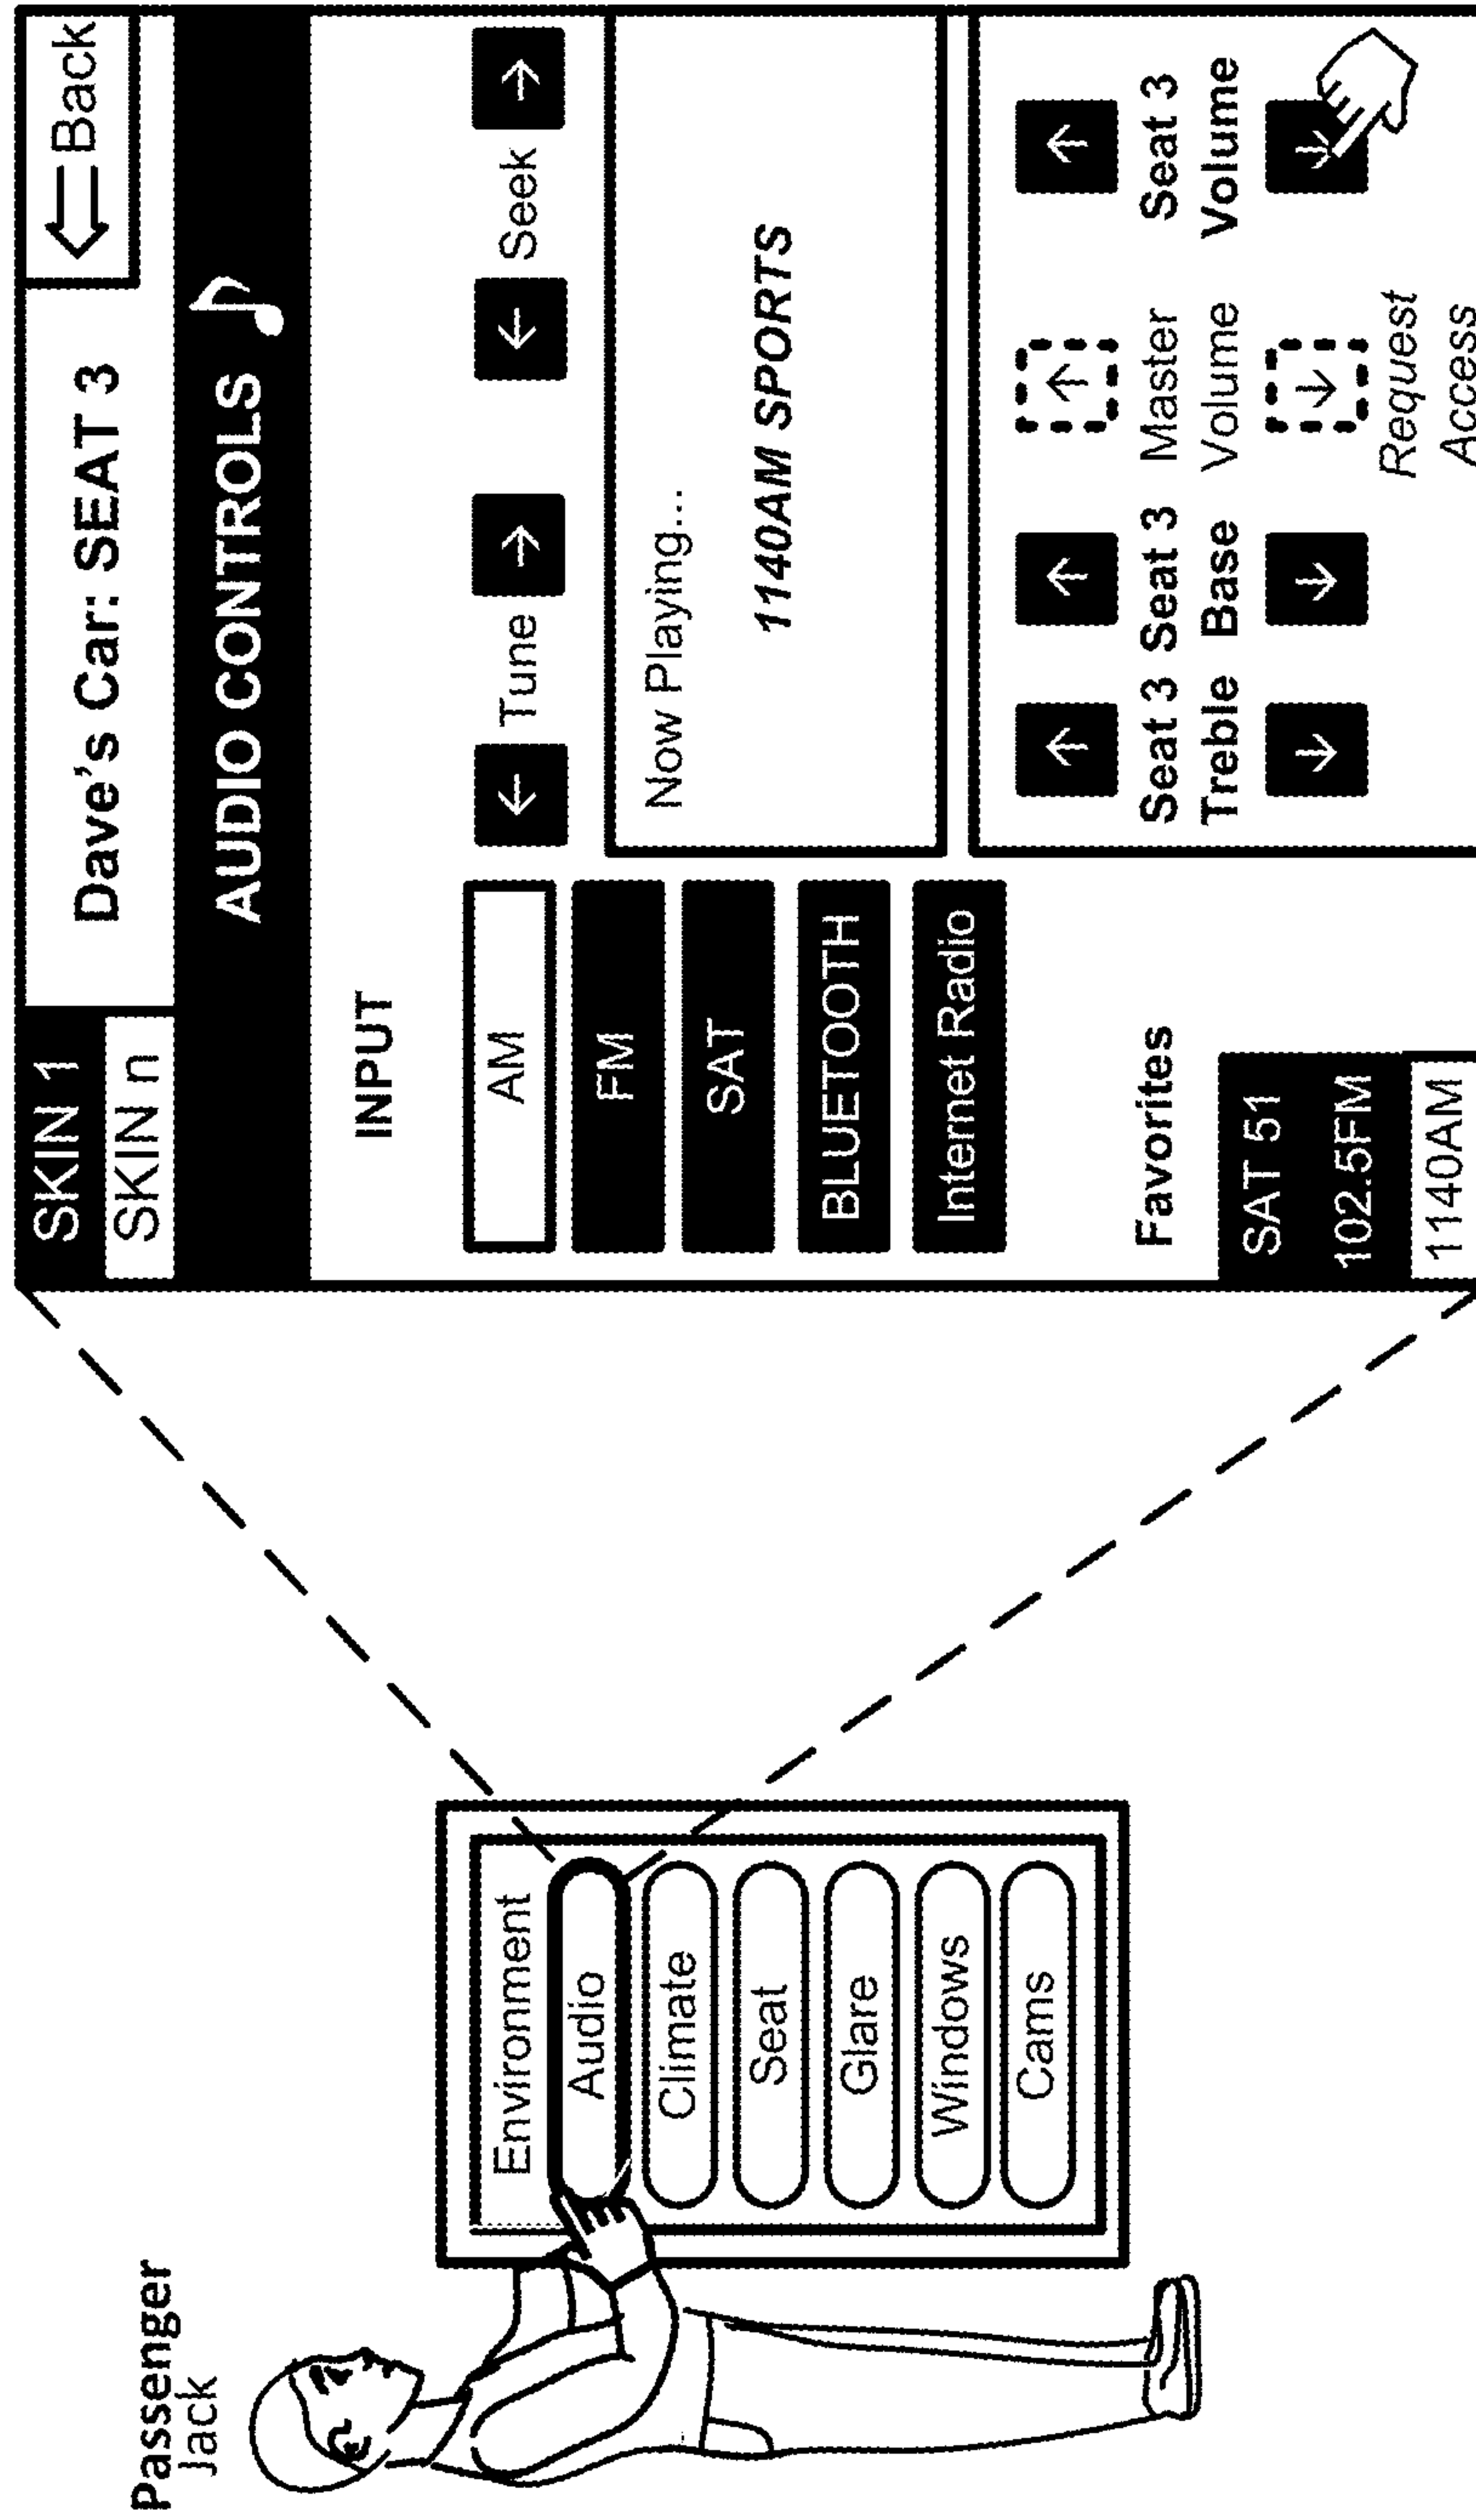 Passenger
Jack
Environment
Audio
Climate
Seat
Glare
Windows
Cams
SKIN 1
SKIN n
Dave's Car: SEAT 3
Back
AUDIO CONTROLS
INPUT
AM
FM
SAT
BLUETOOTH
Internet Radio
Favorites
SAT 51
102.5FM
1140AM
Tune
Seek
Now Playing...
1140AM SPORTS
Seat 3
Treble
Seat 3
Base
Master
Volume
Request
Access
Seat 3
Volume